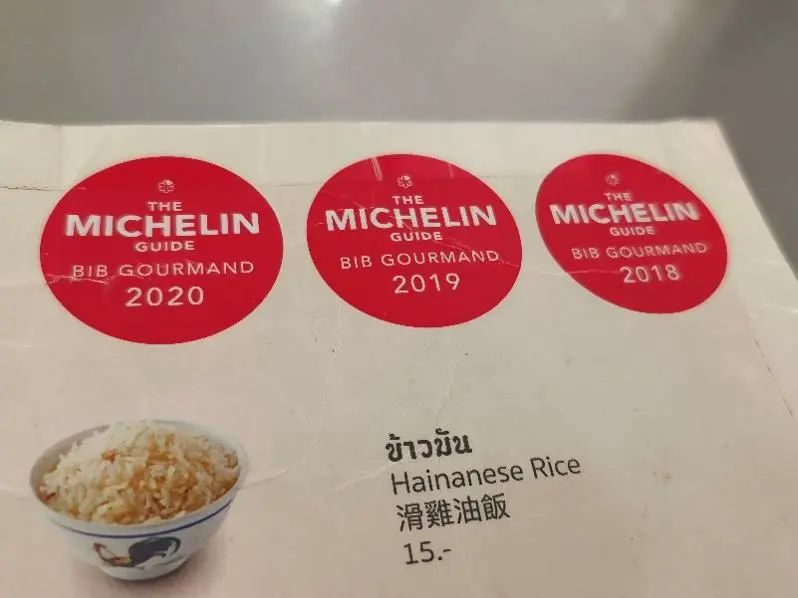 THE
MICHELIN
GUIDE
BIB GOURMAND
2020
THE
MICHELIN
GUIDE
BIB GOURMAND
2019
THE
MICHELIN
GUIDE
BIB GOURMAND
2018
ข้าวมัน
Hainanese Rice
滑雞油飯
15.-